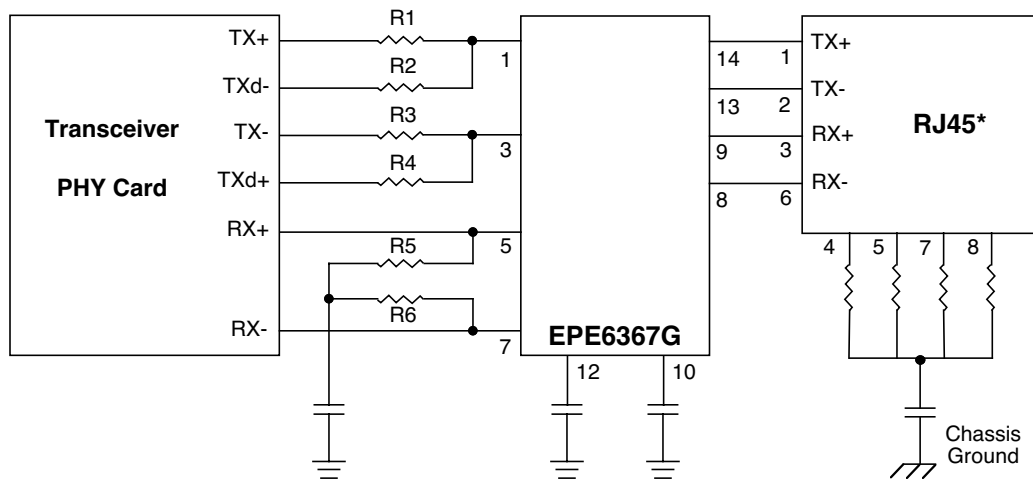 Transceiver
PHY Card
TX+
TXd-
TX-
TXd+
RX+
RX-
R1
R2
R3
R4
R5
R6
1
3
5
7
EPE6367G
12
10
14
13
9
8
1
2
3
6
TX+
TX-
RX+
RX-
RJ45*
4
5
7
8
Chassis
Ground